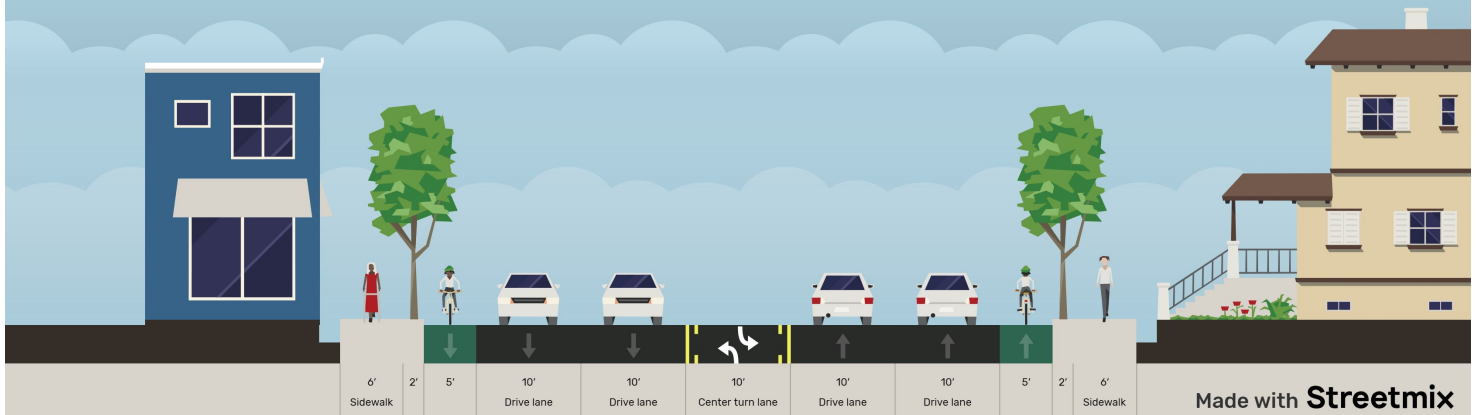 6' 2' 5' 10' 10' 10' 10' 10' 5' 2' 6'
Sidewalk Drive lane Drive lane Center turn lane Drive lane Drive lane Sidewalk
Made with Streetmix